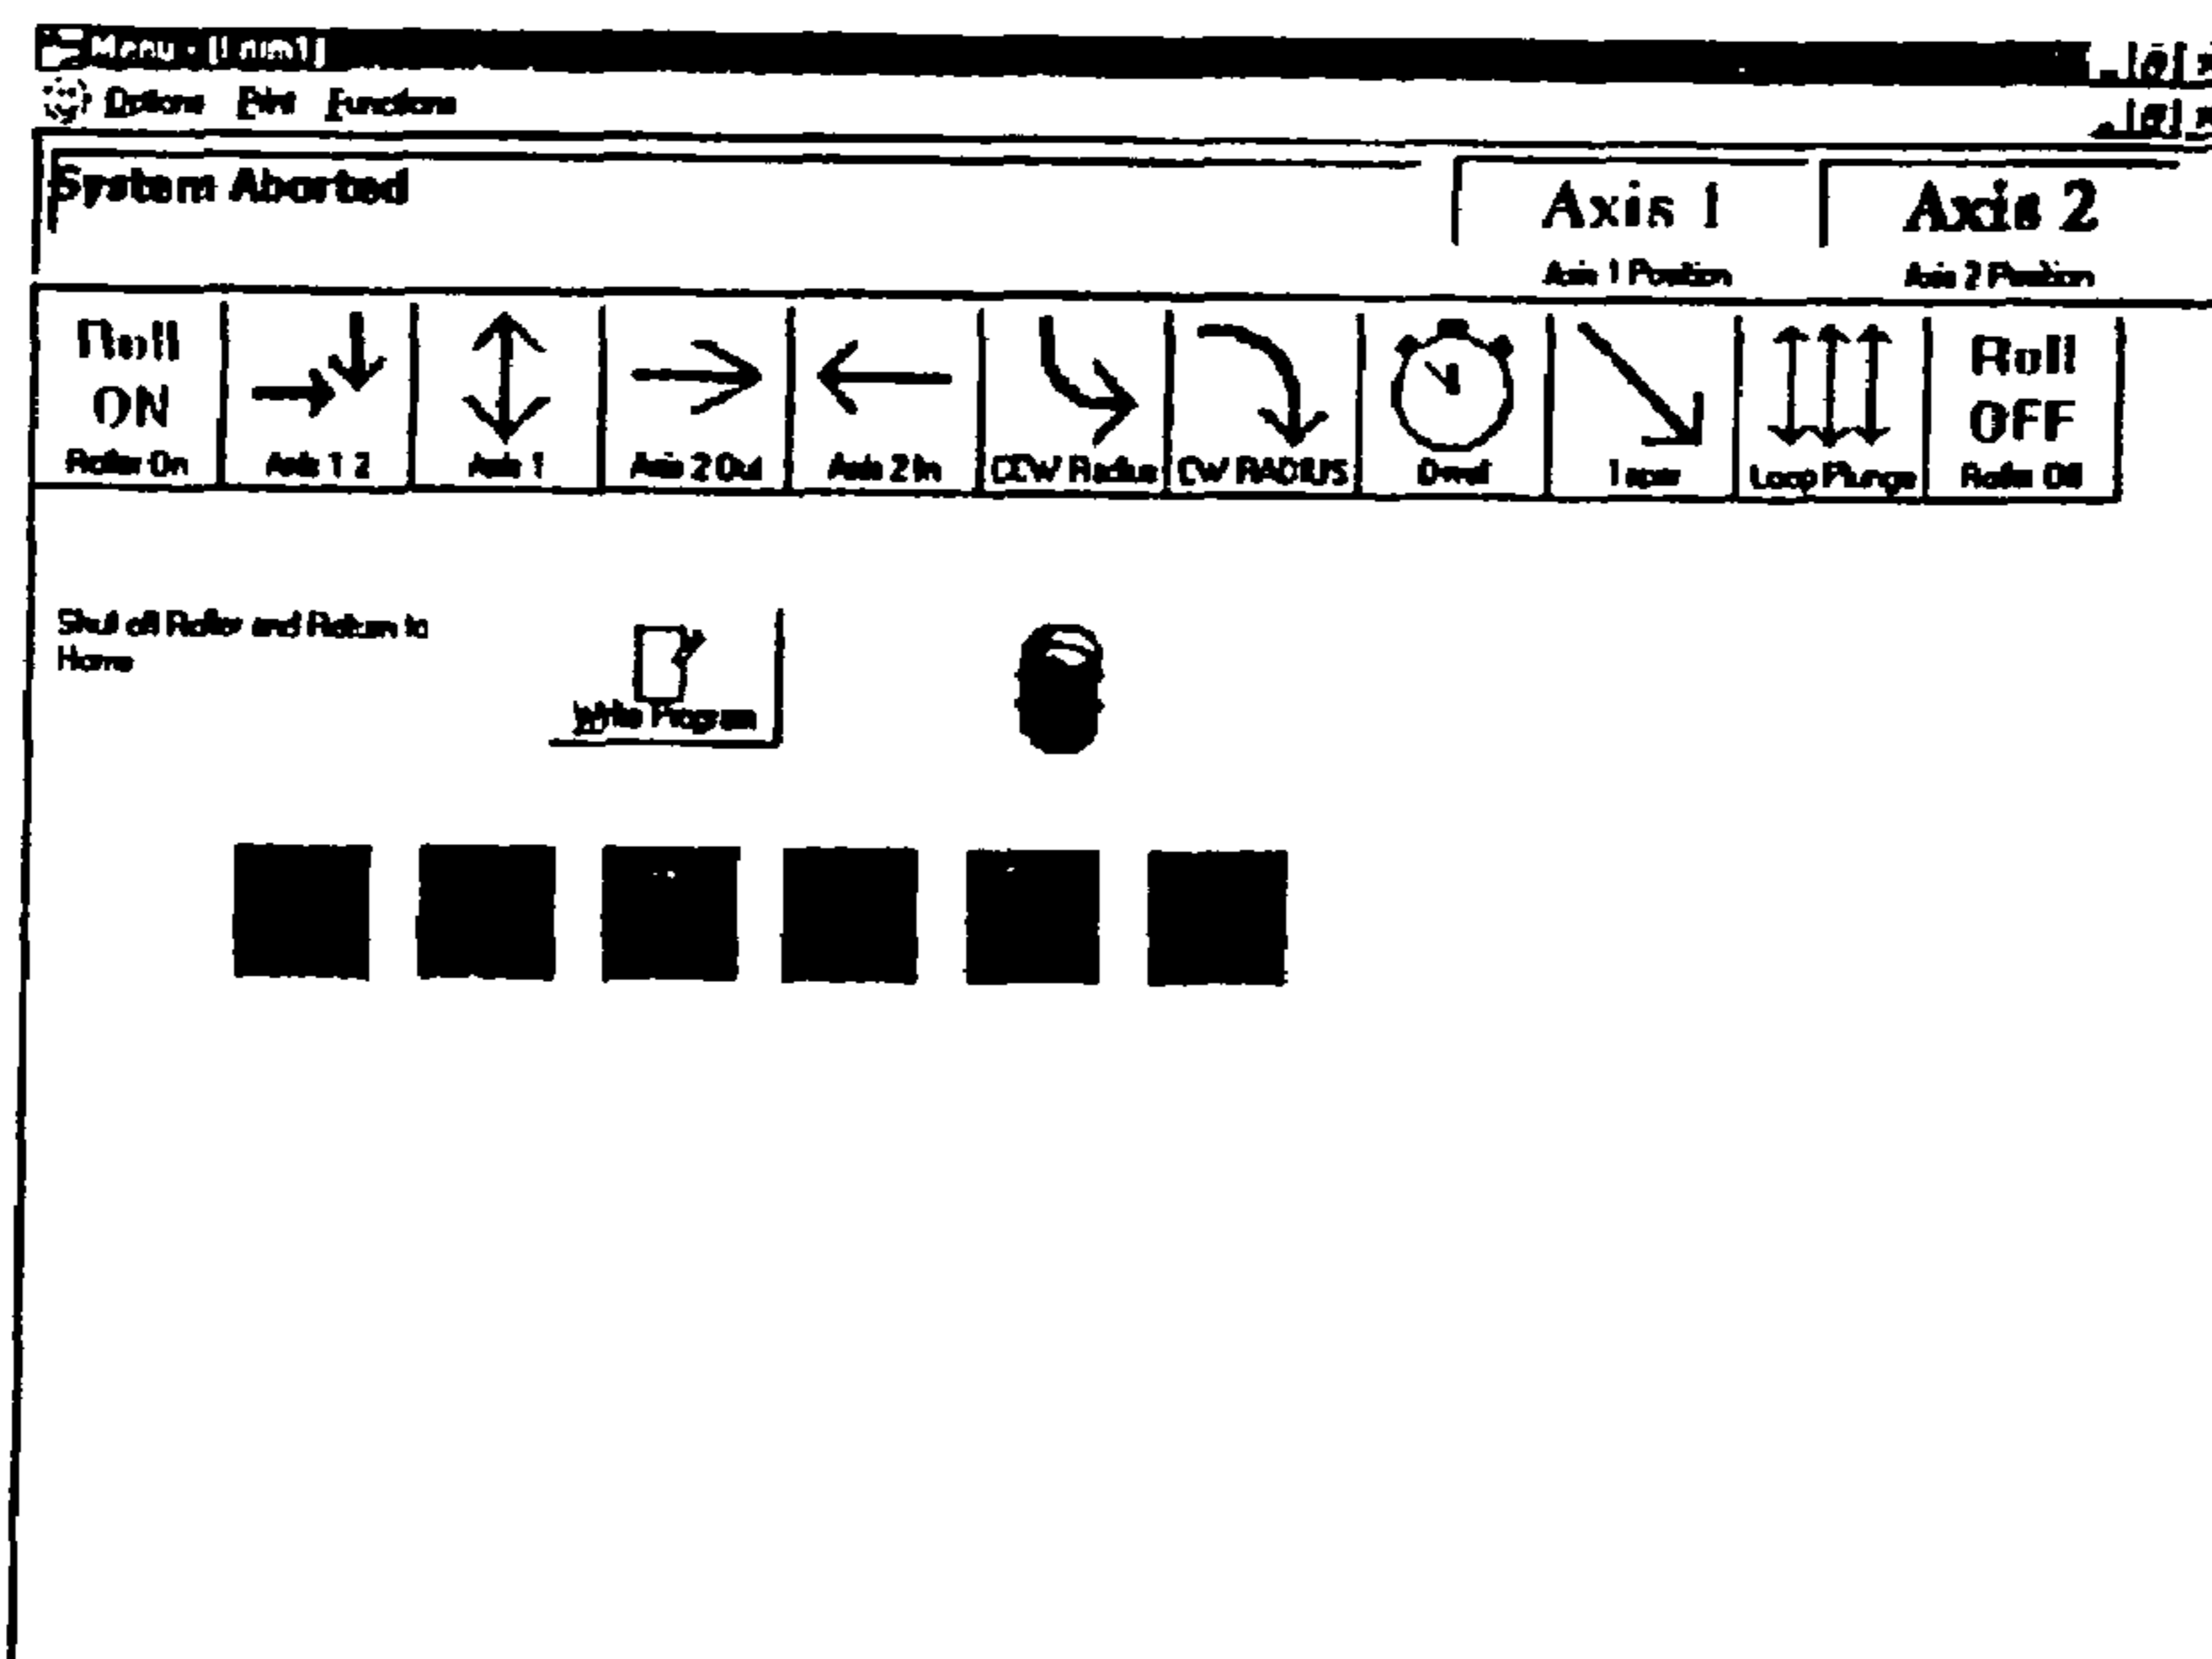 Menu - [
Options Print Functions
System Aborted
Axis 1 Axis 2
Axis 1 Position Axis 2 Position
Roll
ON
Roll
OFF
Roller On Axis 1 2 Axis 1 Axis 2 Out Axis 2 In CCW Radius CW RADIUS Dwell Taper Loop Plunge Roller Off
Shut off Roller and Return to
Home
Write Program